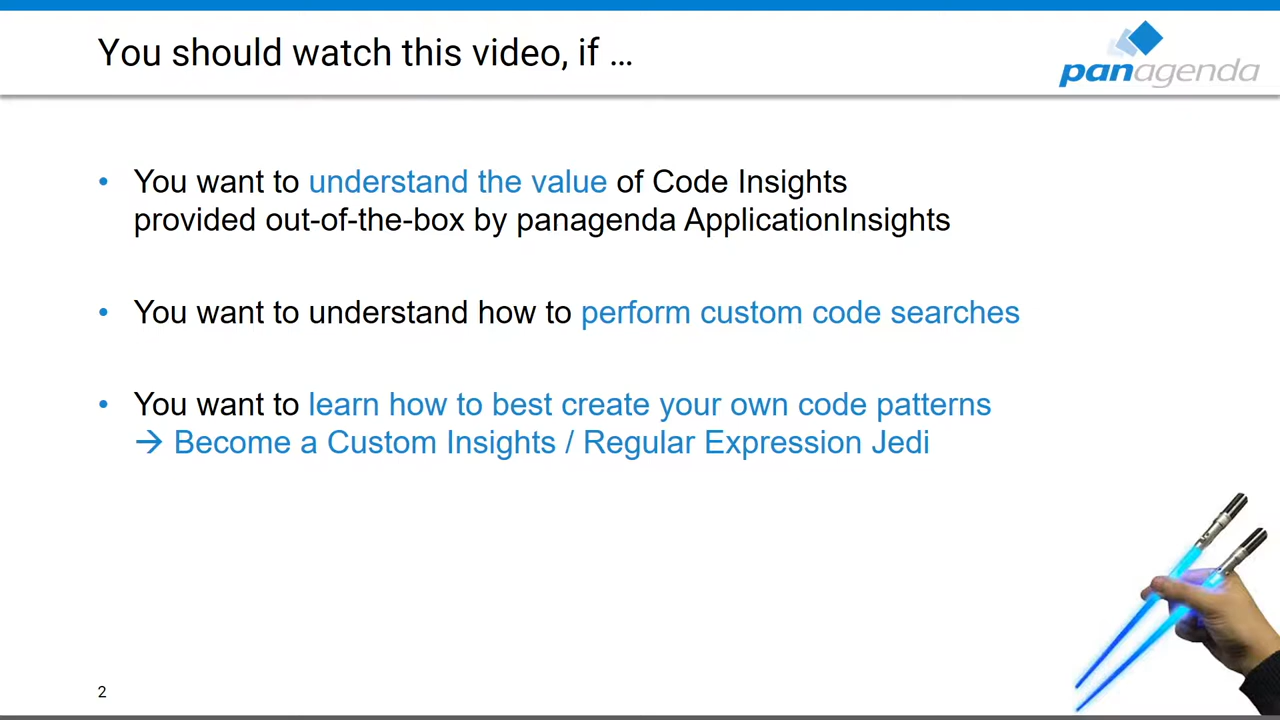 You should watch this video, if ...
panagenda
• You want to understand the value of Code Insights
provided out-of-the-box by panagenda ApplicationInsights
• You want to understand how to perform custom code searches
• You want to learn how to best create your own code patterns
→ Become a Custom Insights / Regular Expression Jedi
2